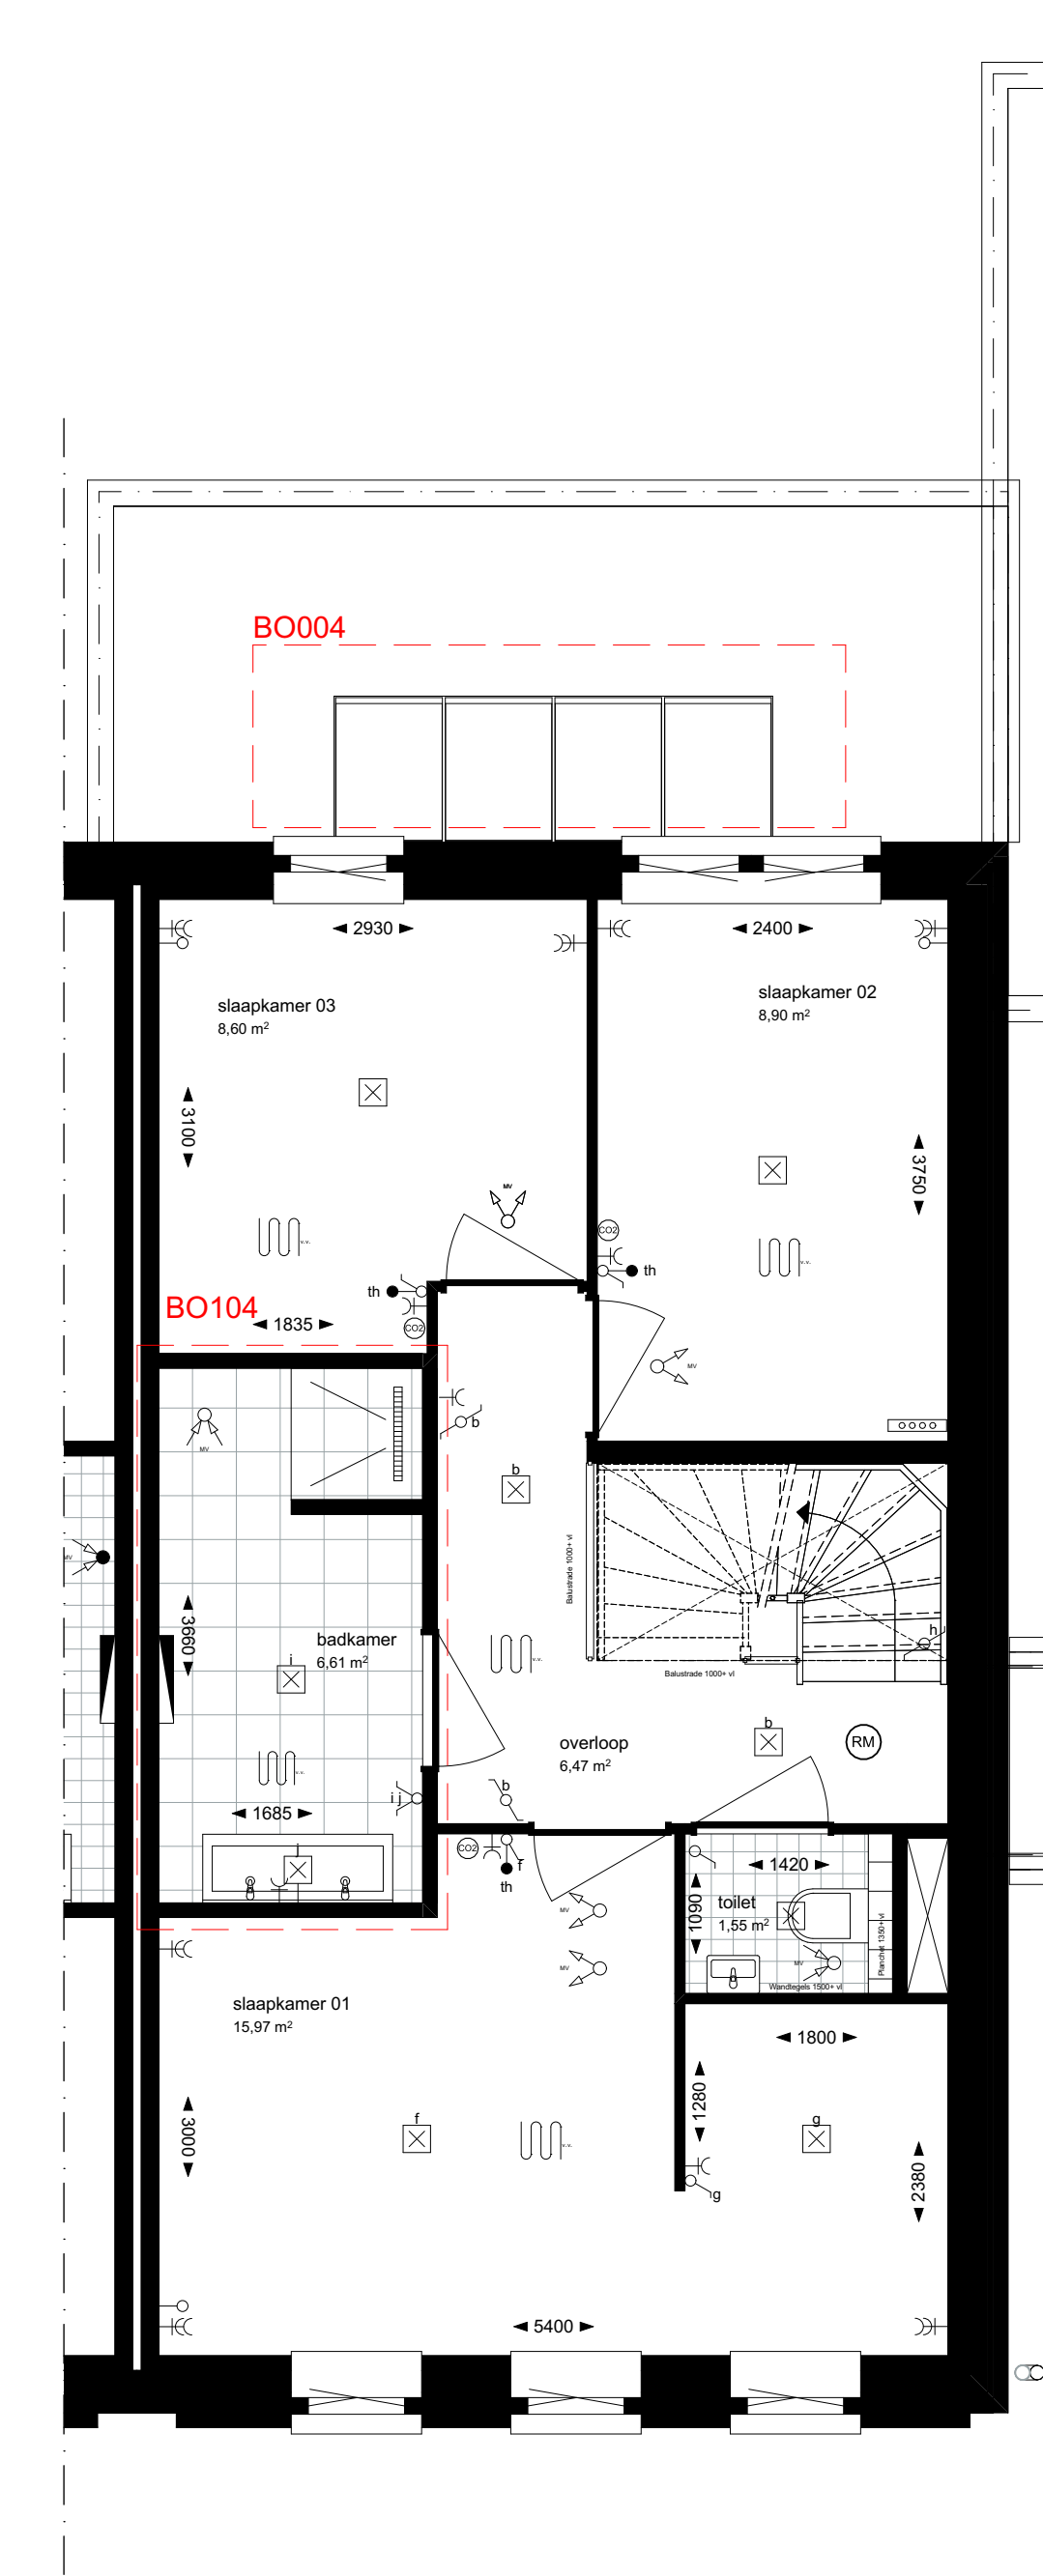 BO004
2930
2400
slaapkamer 03
8,60 m²
slaapkamer 02
8,90 m²
3100
3750
MV
CO2
v.v.
v.v.
th
th
BO104
1835
CO2
MV
b
MV
b
Balustrade 1000+ vl
MV
3660
badkamer
6,61 m²
i
h
v.v.
Balustrade 1000+ vl
b
overloop
6,47 m²
RM
v.v.
b
i j
1685
j
CO2
f
th
1420
1090
toilet
1,55 m²
MV
MV
MV
Planchet 1350+ vl
Wandtegels 1500+ vl
slaapkamer 01
15,97 m²
1800
1280
3000
f
v.v.
g
2380
g
5400